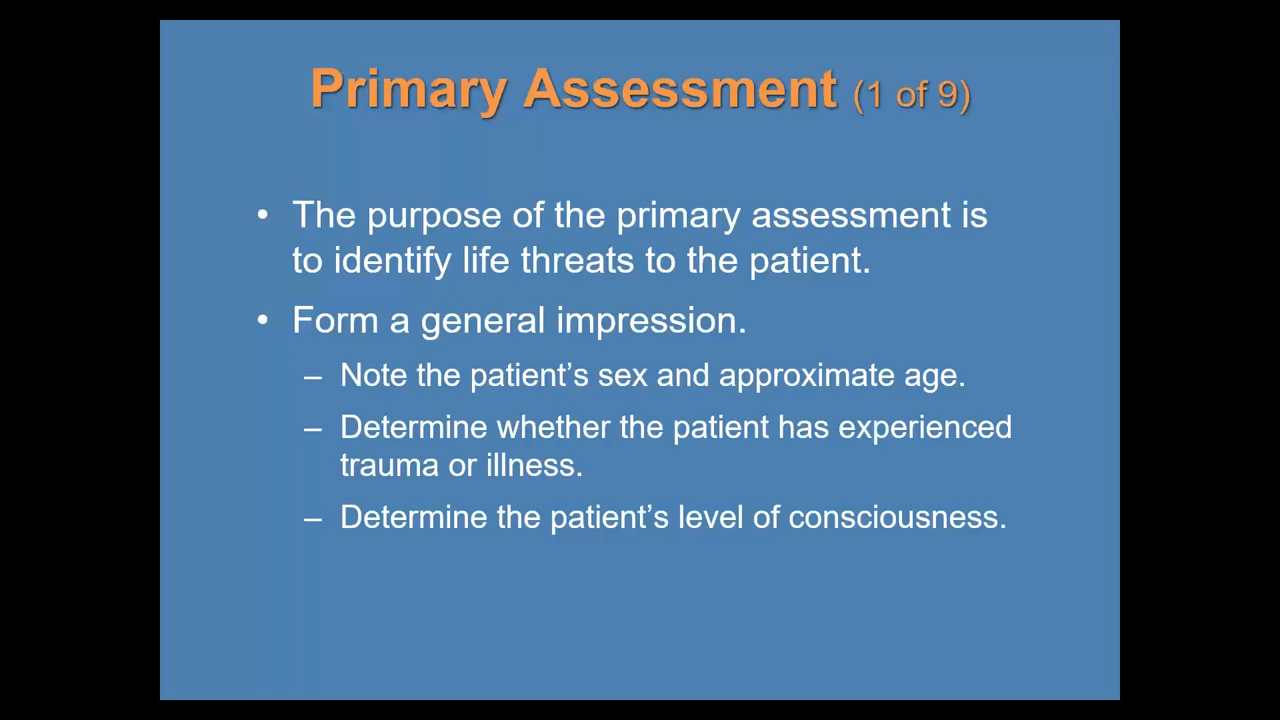 Primary Assessment (1 of 9)
• The purpose of the primary assessment is
to identify life threats to the patient.
• Form a general impression.
– Note the patient’s sex and approximate age.
– Determine whether the patient has experienced
trauma or illness.
– Determine the patient’s level of consciousness.